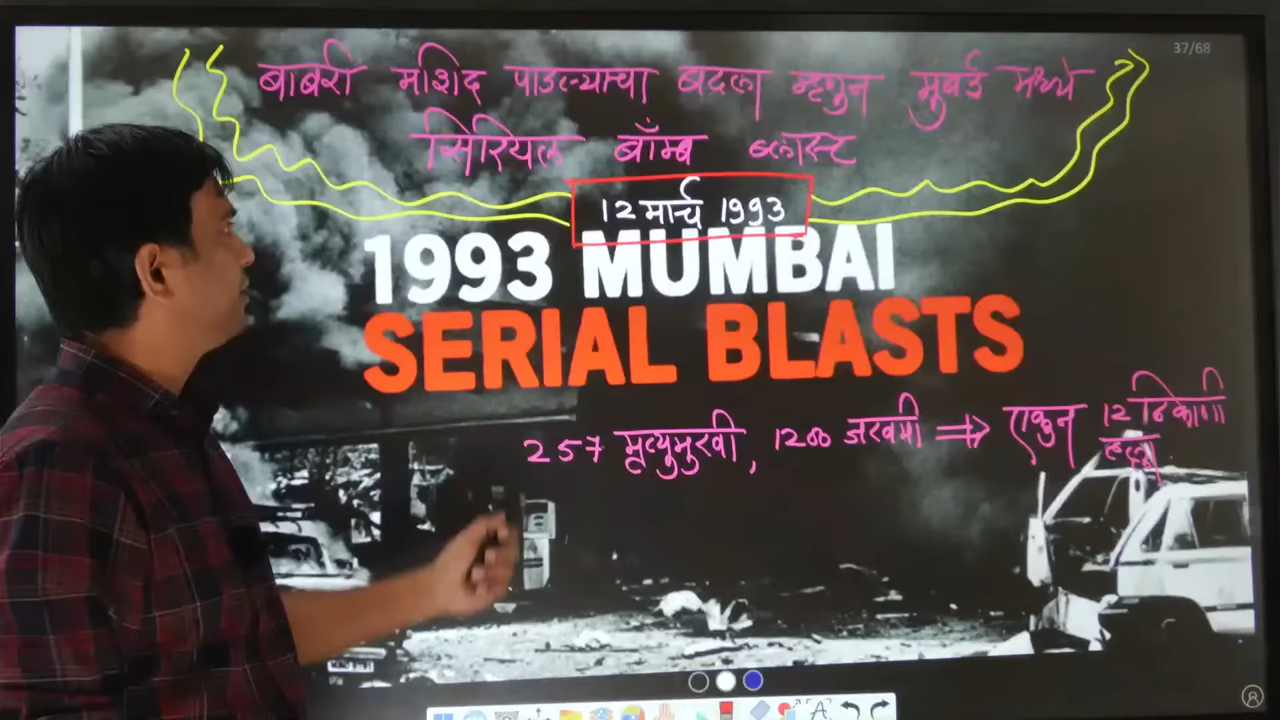 37/68
बाबरी मशिद पाडल्याचा बदला म्हणुन मुंबई मध्ये
सिरियल बॉम्ब ब्लास्ट
12 मार्च 1993
1993 MUMBAI
SERIAL BLASTS
257 मृत्युमुखी, 1200 जखमी ⇒ एकुन 12 ठिकाणी
हल्ला